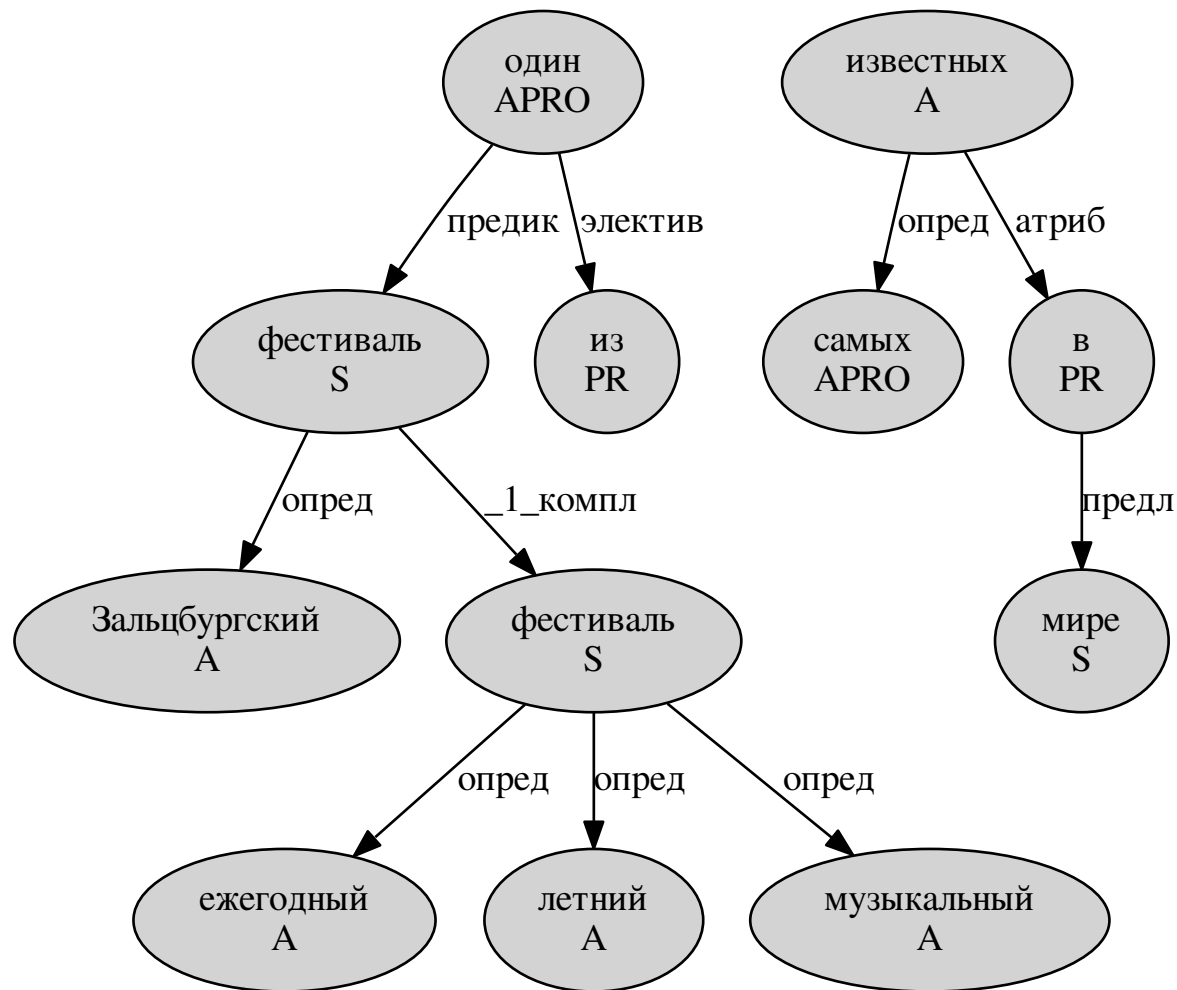 один
APRO
известных
A
предик
электив
опред
атриб
фестиваль
S
из
PR
самых
APRO
в
PR
опред
_1_компл
предл
Зальцбургский
A
фестиваль
S
мире
S
опред
опред
опред
ежегодный
A
летний
A
музыкальный
A